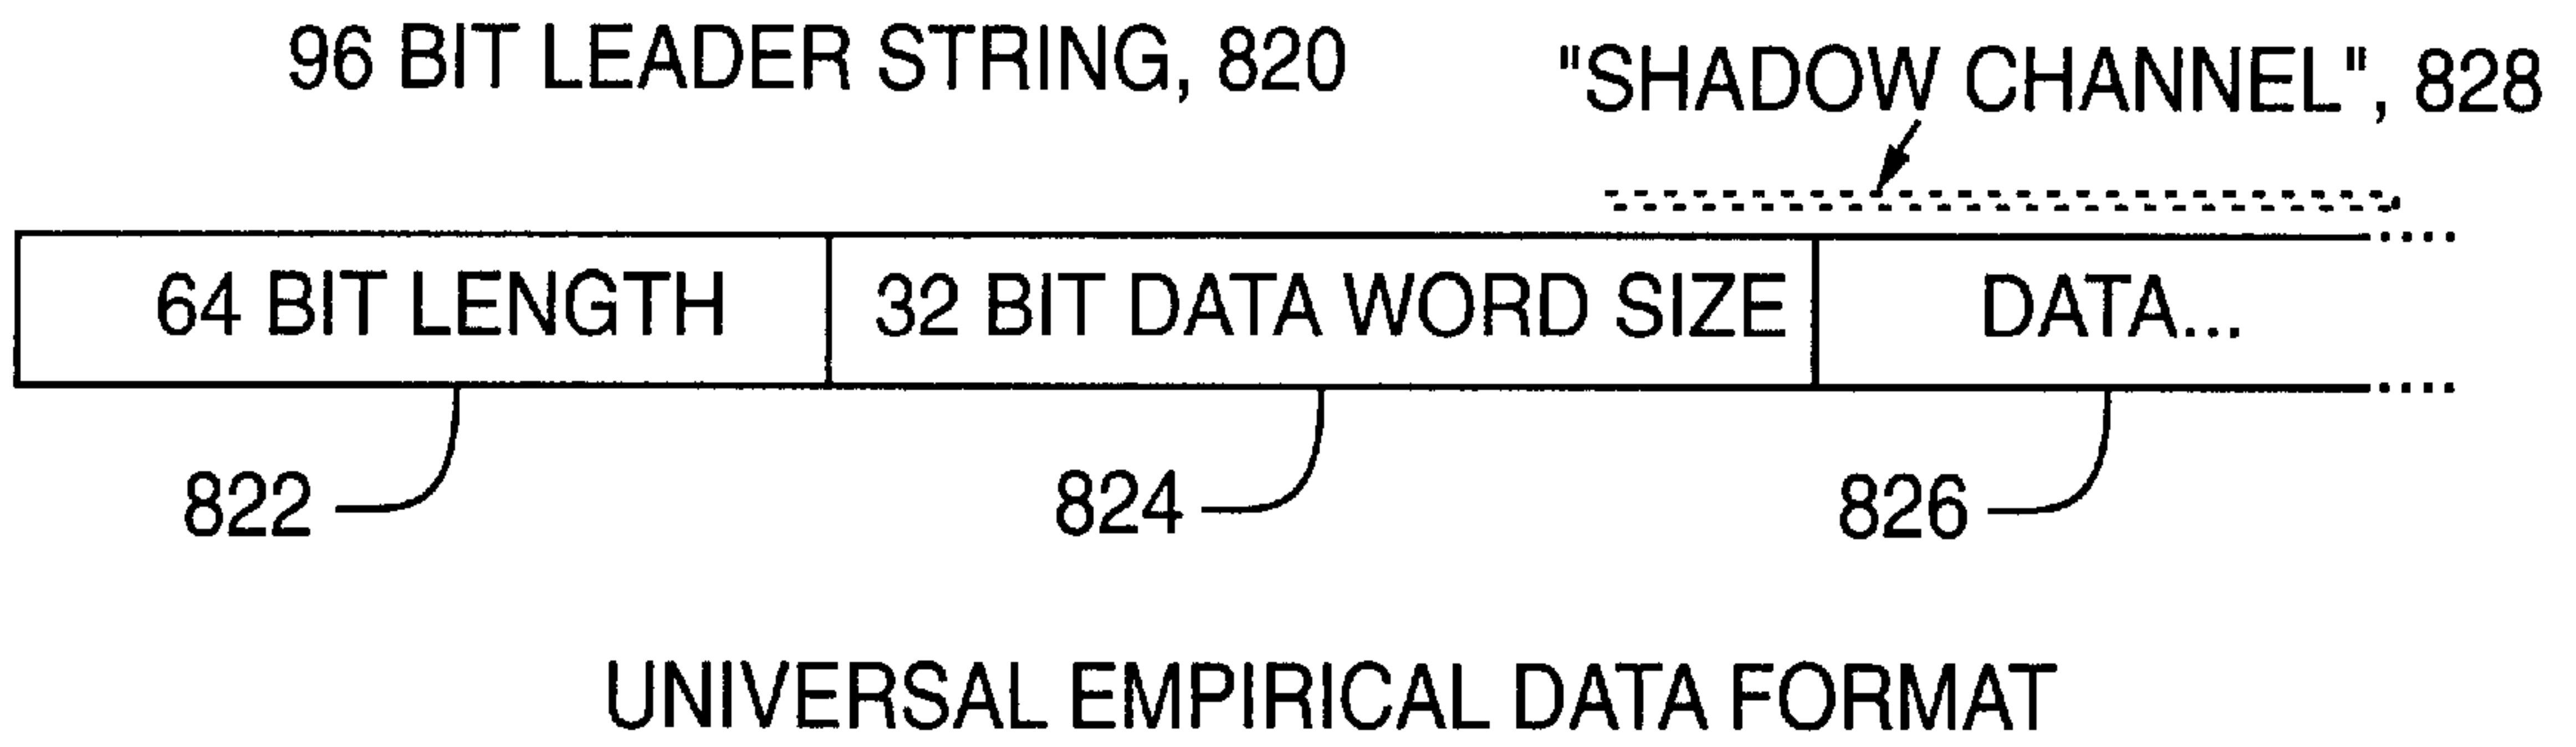 96 BIT LEADER STRING, 820
"SHADOW CHANNEL", 828
64 BIT LENGTH
32 BIT DATA WORD SIZE
DATA...
822
824
826
UNIVERSAL EMPIRICAL DATA FORMAT